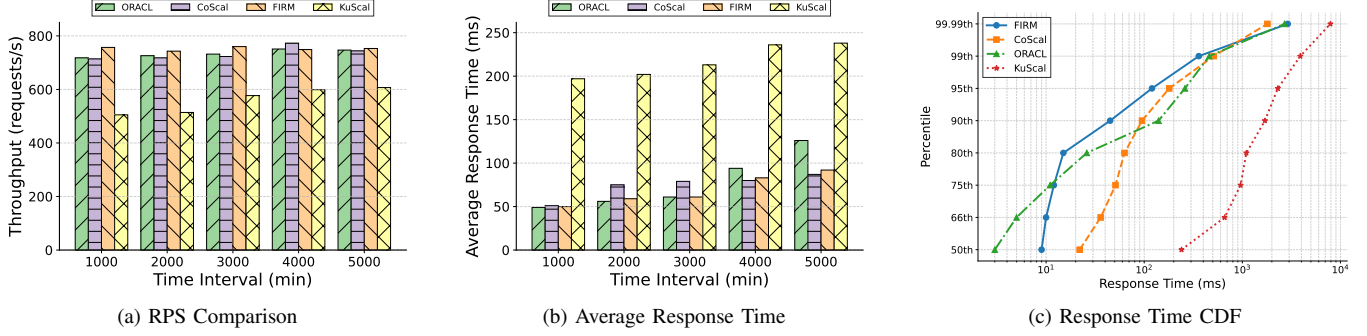 ORACL CoScal FIRM KuScal
800
600
400
200
0
Throughput (requests/s)
1000 2000 3000 4000 5000
Time Interval (min)
(a) RPS Comparison
ORACL CoScal FIRM KuScal
250
200
150
100
50
0
Average Response Time (ms)
1000 2000 3000 4000 5000
Time Interval (min)
(b) Average Response Time
FIRM
CoScal
ORACL
KuScal
99.99th
99th
95th
90th
80th
75th
66th
50th
Percentile
10¹ 10² 10³ 10⁴
Response Time (ms)
(c) Response Time CDF